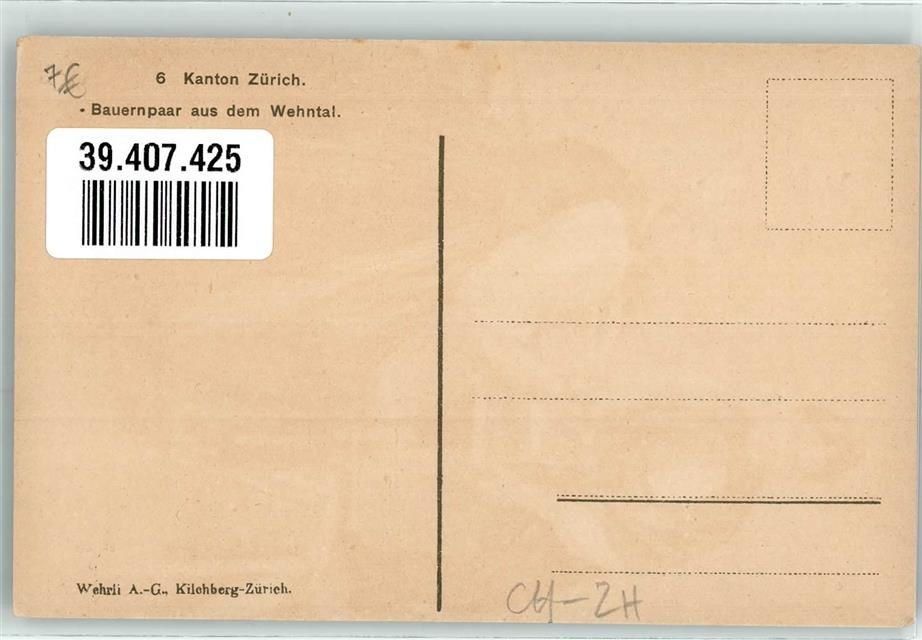 7€
6 Kanton Zürich.
• Bauernpaar aus dem Wehntal.
39.407.425
Wehrli A.-G., Kilchberg-Zürich.
CH-ZH